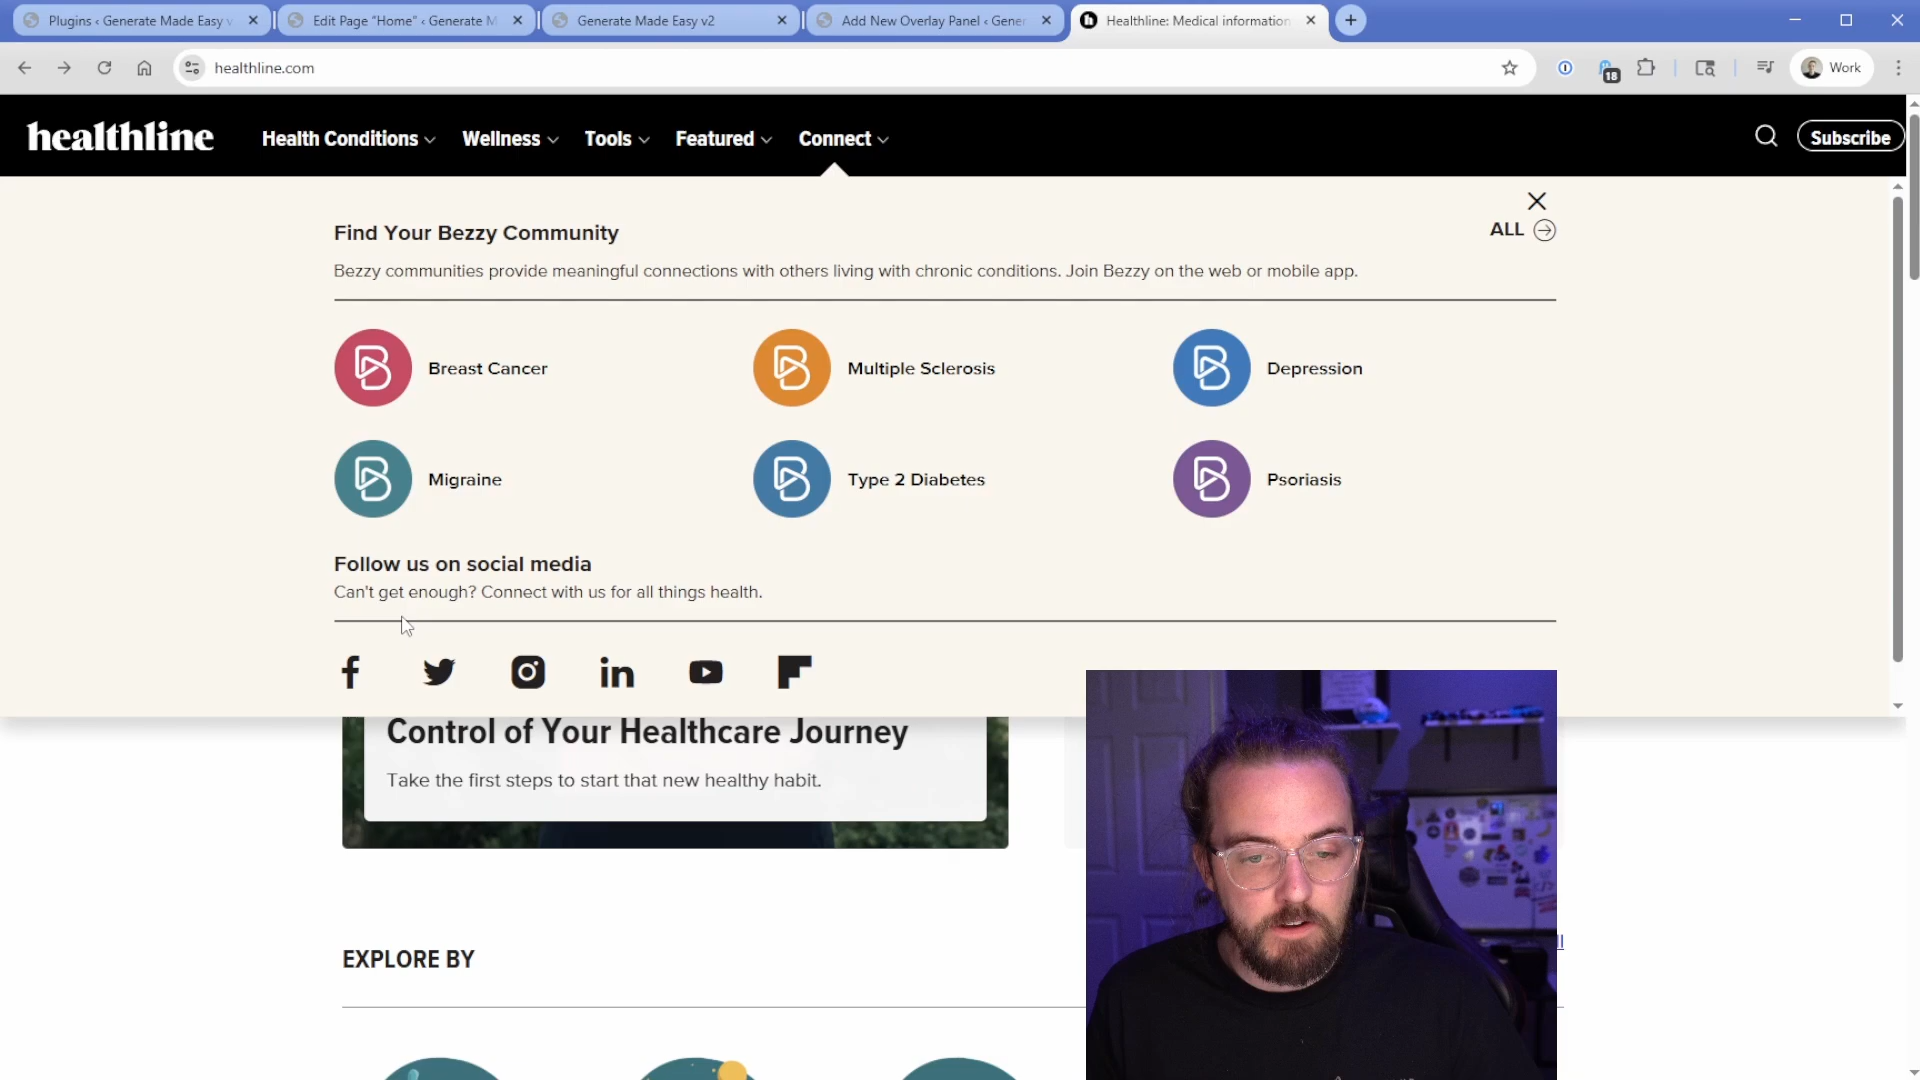 Plugins ‹ Generate Made Easy v
Edit Page "Home" ‹ Generate M
Generate Made Easy v2
Add New Overlay Panel ‹ Gener
Healthline: Medical information
healthline.com
18
Work
healthline
Health Conditions
Wellness
Tools
Featured
Connect
Subscribe
Find Your Bezzy Community
ALL
Bezzy communities provide meaningful connections with others living with chronic conditions. Join Bezzy on the web or mobile app.
Breast Cancer
Multiple Sclerosis
Depression
Migraine
Type 2 Diabetes
Psoriasis
Follow us on social media
Can't get enough? Connect with us for all things health.
Control of Your Healthcare Journey
Take the first steps to start that new healthy habit.
EXPLORE BY